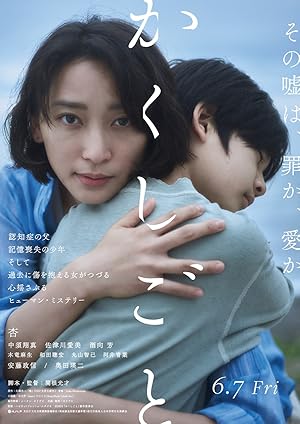 かくしごと
その嘘は、罪か、愛か
認知症の父
記憶喪失の少年
そして
過去に傷を抱える女がつづる
心揺さぶる
ヒューマン・ミステリー
杏
中須翔真 佐津川愛美 酒向 芳
木竜麻生 和田聰宏 丸山智己 河井青葉
安藤政信 / 奥田瑛二
脚本・監督:關根光才
6.7 Fri